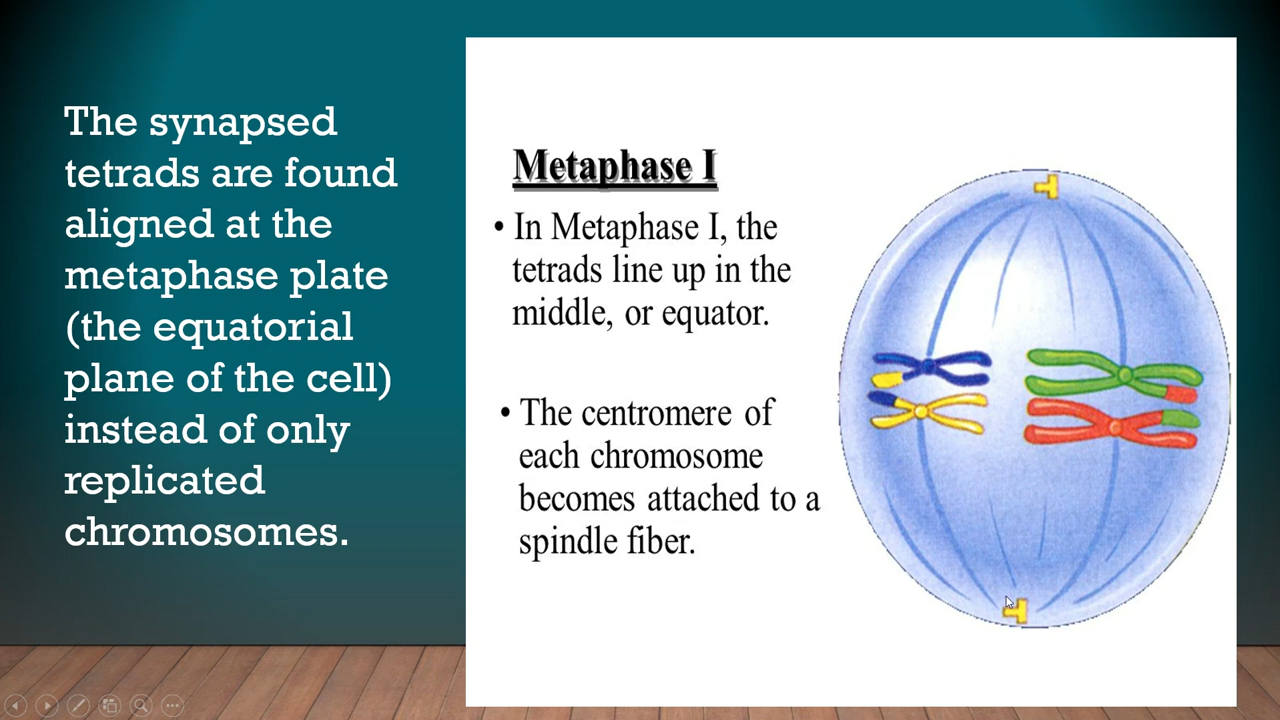 The synapsed
tetrads are found
aligned at the
metaphase plate
(the equatorial
plane of the cell)
instead of only
replicated
chromosomes.
Metaphase I
• In Metaphase I, the
tetrads line up in the
middle, or equator.
• The centromere of
each chromosome
becomes attached to a
spindle fiber.